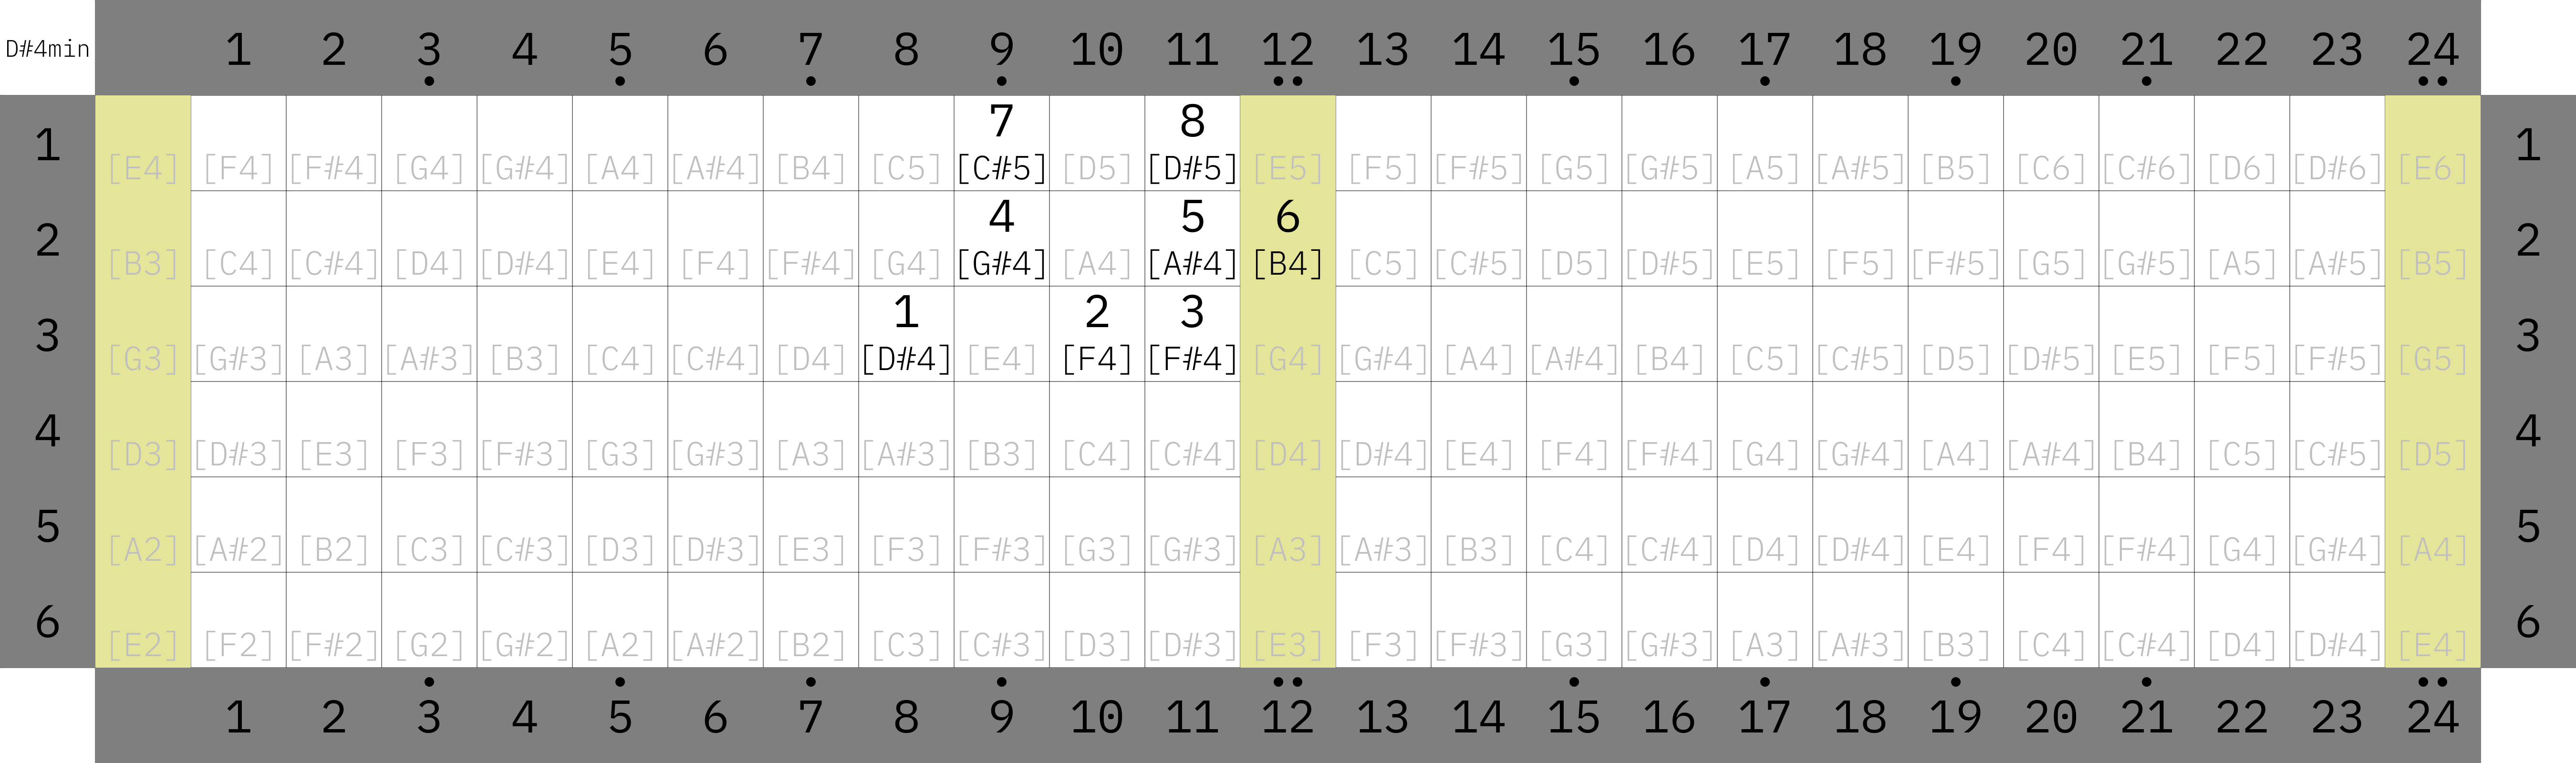 D#4min 1 2 3 4 5 6 7 8 9 10 11 12 13 14 15 16 17 18 19 20 21 22 23 24
7 8
1 [E4] [F4] [F#4] [G4] [G#4] [A4] [A#4] [B4] [C5] [C#5] [D5] [D#5] [E5] [F5] [F#5] [G5] [G#5] [A5] [A#5] [B5] [C6] [C#6] [D6] [D#6] [E6] 1
4 5 6
2 [B3] [C4] [C#4] [D4] [D#4] [E4] [F4] [F#4] [G4] [G#4] [A4] [A#4] [B4] [C5] [C#5] [D5] [D#5] [E5] [F5] [F#5] [G5] [G#5] [A5] [A#5] [B5] 2
1 2 3
3 [G3] [G#3] [A3] [A#3] [B3] [C4] [C#4] [D4] [D#4] [E4] [F4] [F#4] [G4] [G#4] [A4] [A#4] [B4] [C5] [C#5] [D5] [D#5] [E5] [F5] [F#5] [G5] 3
4 [D3] [D#3] [E3] [F3] [F#3] [G3] [G#3] [A3] [A#3] [B3] [C4] [C#4] [D4] [D#4] [E4] [F4] [F#4] [G4] [G#4] [A4] [A#4] [B4] [C5] [C#5] [D5] 4
5 [A2] [A#2] [B2] [C3] [C#3] [D3] [D#3] [E3] [F3] [F#3] [G3] [G#3] [A3] [A#3] [B3] [C4] [C#4] [D4] [D#4] [E4] [F4] [F#4] [G4] [G#4] [A4] 5
6 [E2] [F2] [F#2] [G2] [G#2] [A2] [A#2] [B2] [C3] [C#3] [D3] [D#3] [E3] [F3] [F#3] [G3] [G#3] [A3] [A#3] [B3] [C4] [C#4] [D4] [D#4] [E4] 6
1 2 3 4 5 6 7 8 9 10 11 12 13 14 15 16 17 18 19 20 21 22 23 24